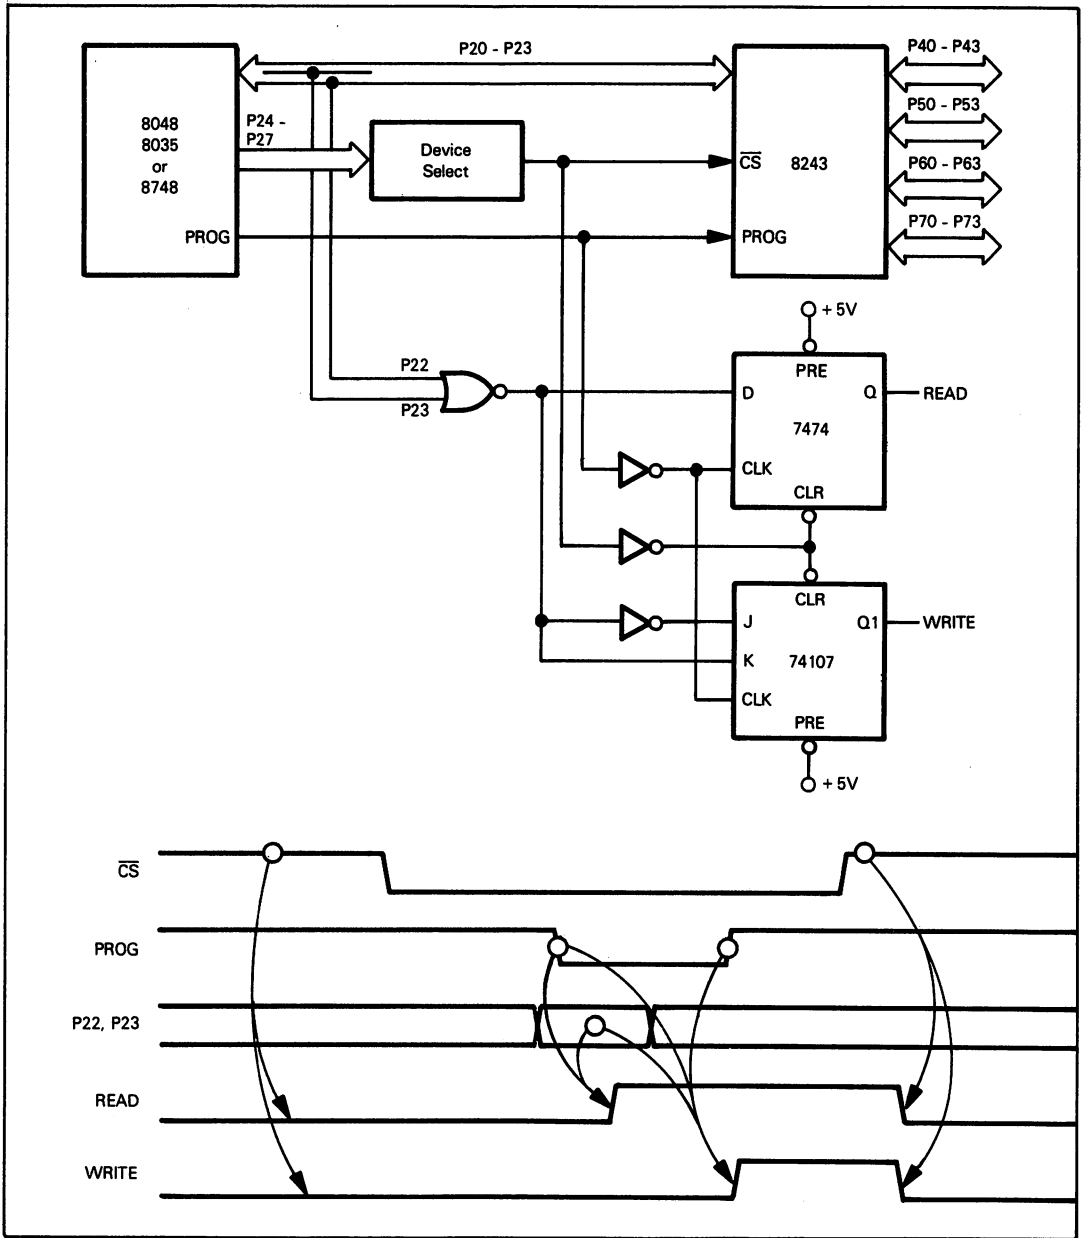 P20 - P23
P40 - P43
P50 - P53
P60 - P63
P70 - P73
8048
8035
or
8748
P24 -
P27
PROG
Device
Select
C̅S̅
8243
PROG
+ 5V
P22
P23
PRE
D
Q
READ
7474
CLK
CLR
CLR
J
Q1
WRITE
K
74107
CLK
PRE
+ 5V
C̅S̅
PROG
P22, P23
READ
WRITE